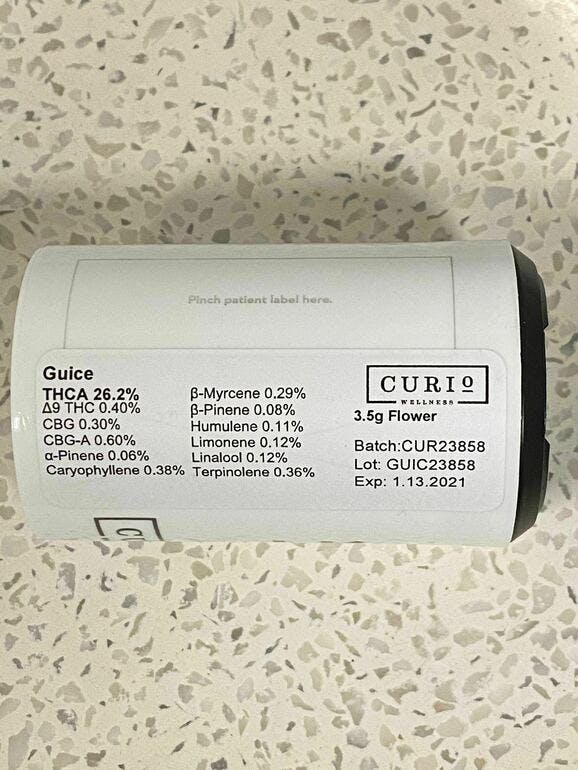 Pinch patient label here.
Guice
THCA 26.2%
Δ9 THC 0.40%
CBG 0.30%
CBG-A 0.60%
α-Pinene 0.06%
Caryophyllene 0.38%
β-Myrcene 0.29%
β-Pinene 0.08%
Humulene 0.11%
Limonene 0.12%
Linalool 0.12%
Terpinolene 0.36%
CURIO
WELLNESS
3.5g Flower
Batch:CUR23858
Lot: GUIC23858
Exp: 1.13.2021